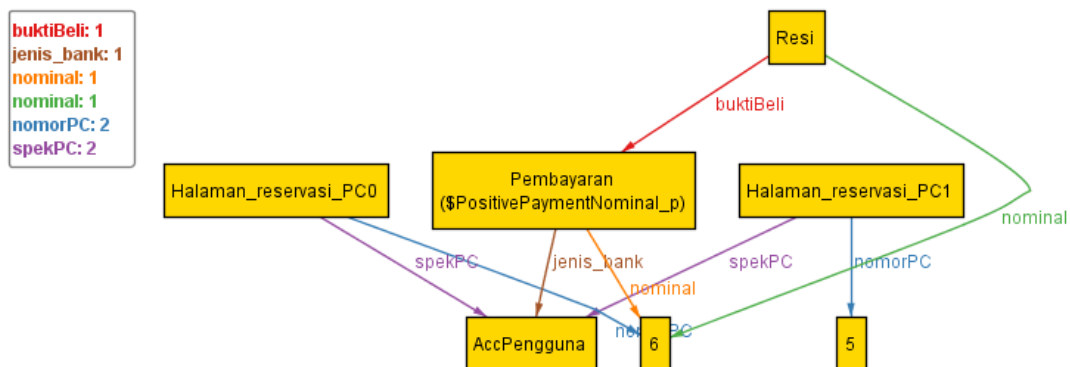 buktiBeli: 1
jenis_bank: 1
nominal: 1
nominal: 1
nomorPC: 2
spekPC: 2
Resi
buktiBeli
Halaman_reservasi_PC0
Pembayaran
($PositivePaymentNominal_p)
Halaman_reservasi_PC1
nominal
spekPC
jenis_bank
spekPC
nomorPC
nominal
nomorPC
AccPengguna
6
5